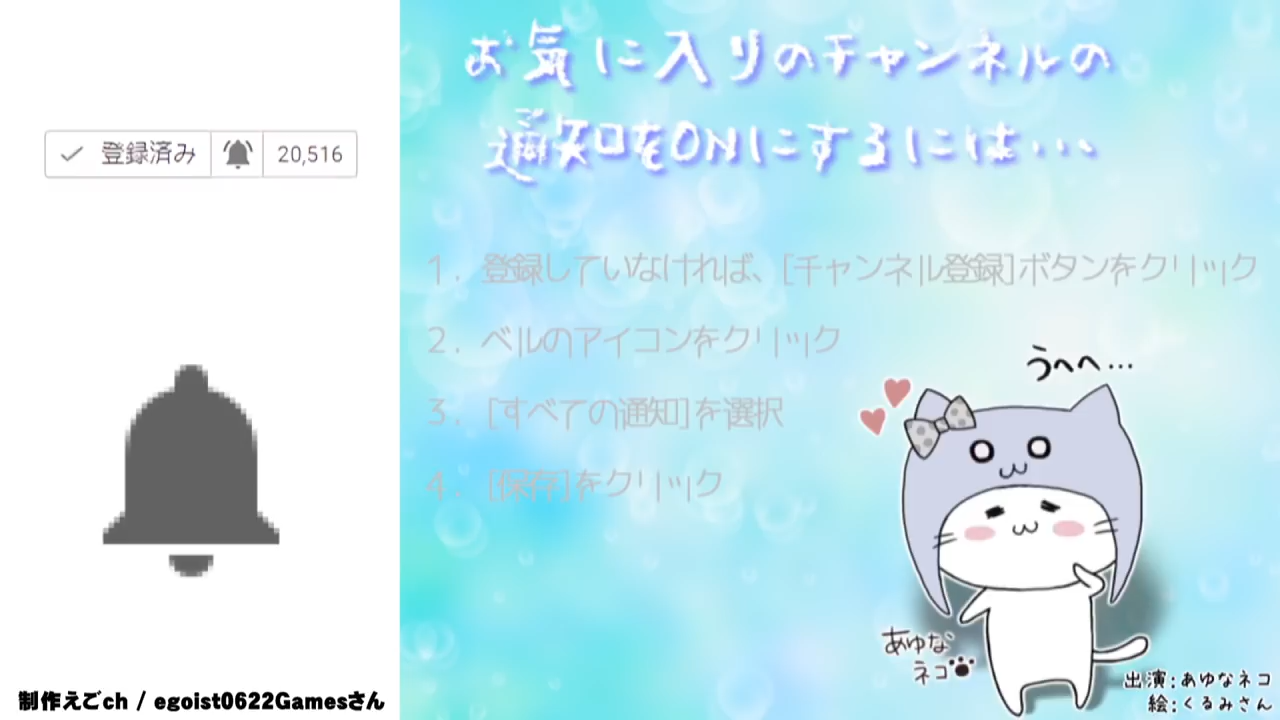 お気に入りのチャンネルの
通知をONにするには・・・
登録済み 20,516
1. 登録していなければ、[チャンネル登録]ボタンをクリック
2. ベルのアイコンをクリック
3. [すべての通知]を選択
4. [保存]をクリック
うへへ…
あゆな
ネコ
出演:あゆなネコ
絵:くるみさん
制作えごch / egoist0622Gamesさん